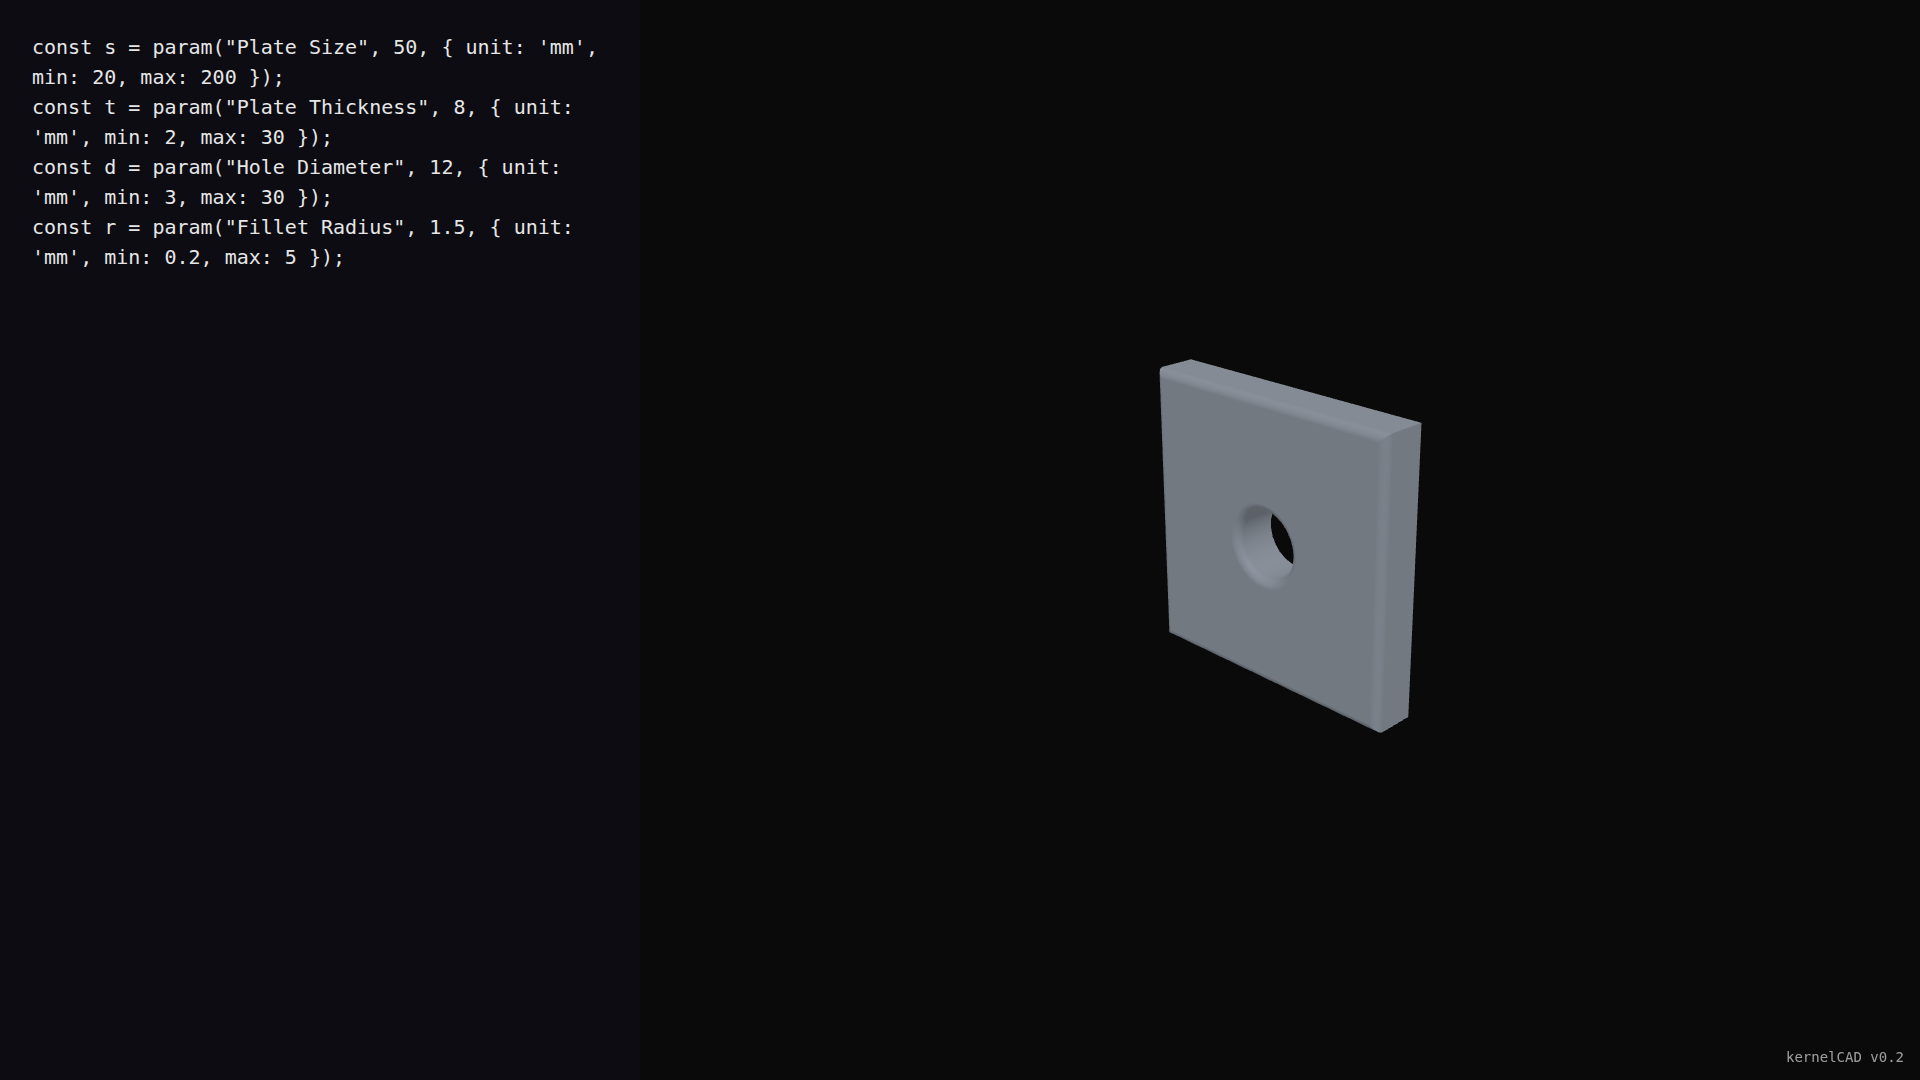 const s = param("Plate Size", 50, { unit: 'mm',
min: 20, max: 200 });
const t = param("Plate Thickness", 8, { unit:
'mm', min: 2, max: 30 });
const d = param("Hole Diameter", 12, { unit:
'mm', min: 3, max: 30 });
const r = param("Fillet Radius", 1.5, { unit:
'mm', min: 0.2, max: 5 });
kernelCAD v0.2